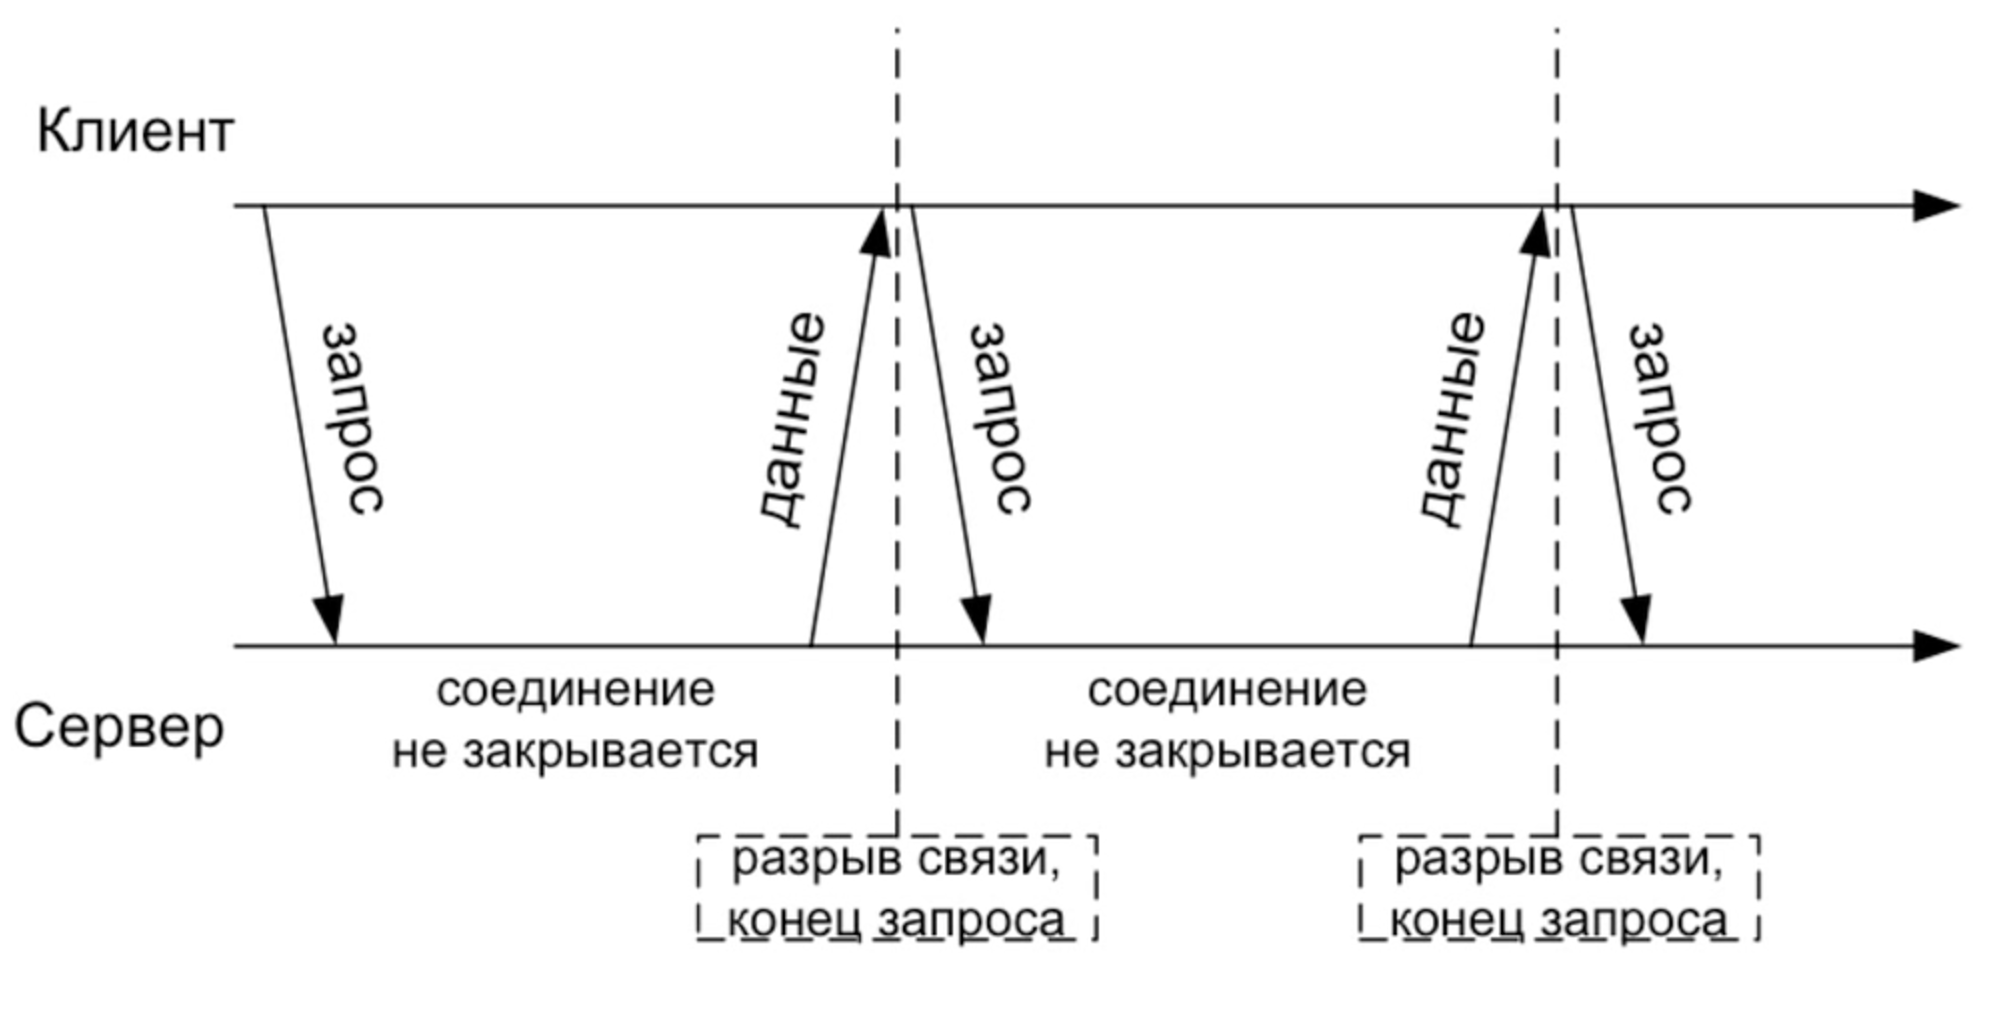 Клиент
запрос
данные
запрос
данные
запрос
Сервер
соединение
не закрывается
соединение
не закрывается
разрыв связи,
конец запроса
разрыв связи,
конец запроса